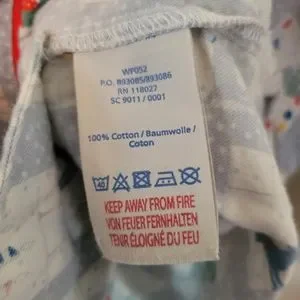 WP052
P.O. 893085/893086
RN 118027
SC 9011 / 0001
100% Cotton / Baumwolle /
Coton
40
KEEP AWAY FROM FIRE
VON FEUER FERNHALTEN
TENIR ÉLOIGNÉ DU FEU